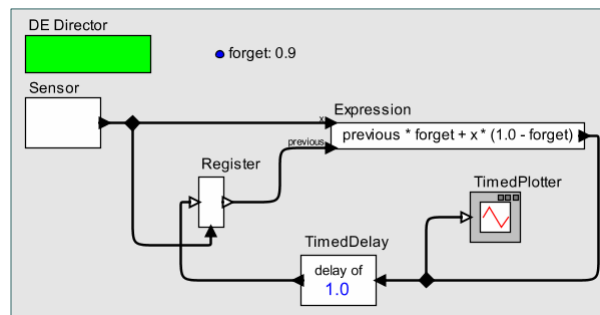 DE Director
forget: 0.9
Sensor
Expression
x
previous * forget + x * (1.0 - forget)
previous
Register
TimedPlotter
TimedDelay
delay of
1.0